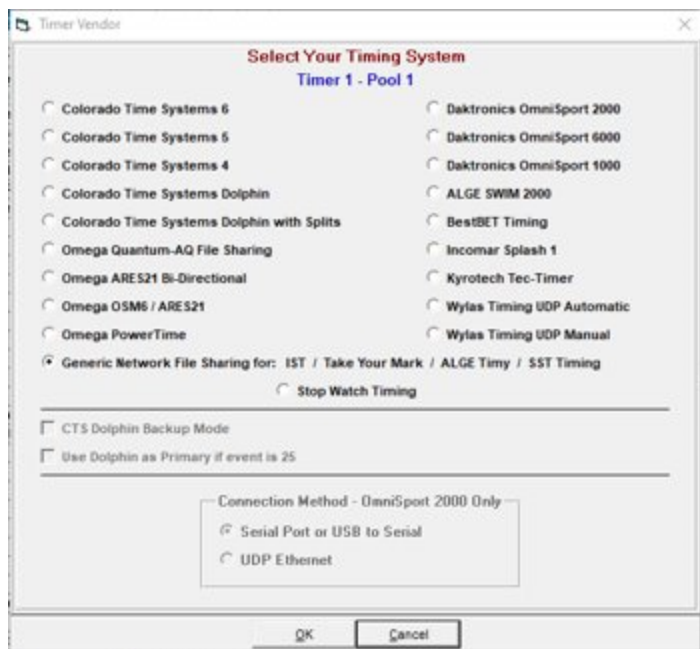 Timer Vendor
Select Your Timing System
Timer 1 - Pool 1
Colorado Time Systems 6
Colorado Time Systems 5
Colorado Time Systems 4
Colorado Time Systems Dolphin
Colorado Time Systems Dolphin with Splits
Omega Quantum-AQ File Sharing
Omega ARES21 Bi-Directional
Omega OSM6 / ARES21
Omega PowerTime
Daktronics OmniSport 2000
Daktronics OmniSport 6000
Daktronics OmniSport 1000
ALGE SWIM 2000
BestBET Timing
Incomar Splash 1
Kyrotech Tec-Timer
Wylas Timing UDP Automatic
Wylas Timing UDP Manual
Generic Network File Sharing for: IST / Take Your Mark / ALGE Timy / SST Timing
Stop Watch Timing
CTS Dolphin Backup Mode
Use Dolphin as Primary if event is 25
Connection Method - OmniSport 2000 Only
Serial Port or USB to Serial
UDP Ethernet
OK
Cancel